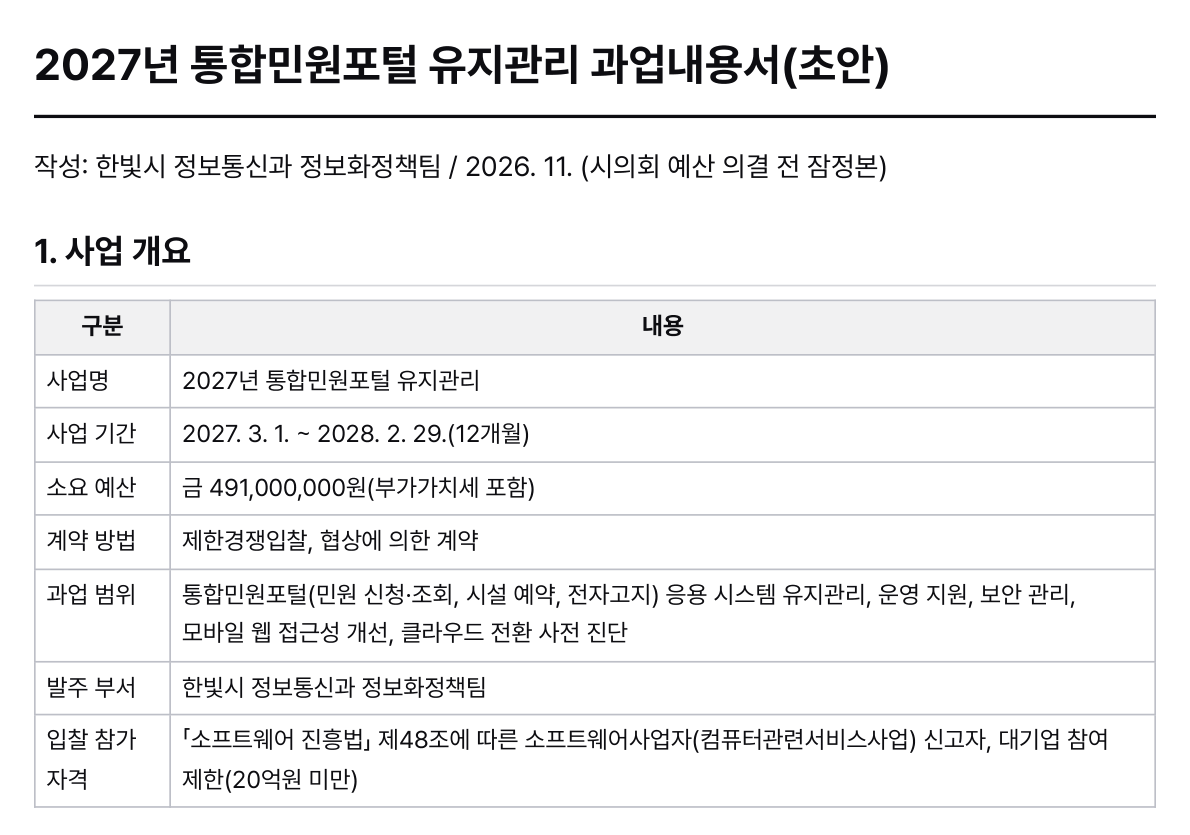 2027년 통합민원포털 유지관리 과업내용서(초안)
작성: 한빛시 정보통신과 정보화정책팀 / 2026. 11. (시의회 예산 의결 전 잠정본)
1. 사업 개요
구분 내용
사업명 2027년 통합민원포털 유지관리
사업 기간 2027. 3. 1. ~ 2028. 2. 29.(12개월)
소요 예산 금 491,000,000원(부가가치세 포함)
계약 방법 제한경쟁입찰, 협상에 의한 계약
과업 범위 통합민원포털(민원 신청·조회, 시설 예약, 전자고지) 응용 시스템 유지관리, 운영 지원, 보안 관리,
모바일 웹 접근성 개선, 클라우드 전환 사전 진단
발주 부서 한빛시 정보통신과 정보화정책팀
입찰 참가 「소프트웨어 진흥법」 제48조에 따른 소프트웨어사업자(컴퓨터관련서비스사업) 신고자, 대기업 참여
자격 제한(20억원 미만)